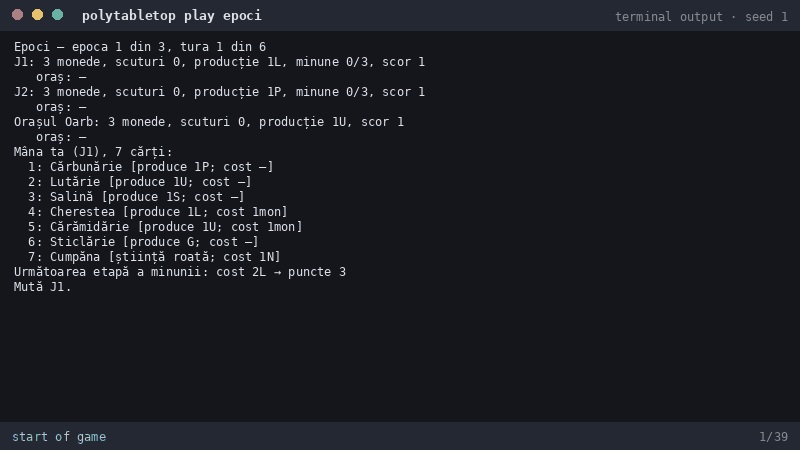 polytabletop play epoci
terminal output · seed 1
Epoci — epoca 1 din 3, tura 1 din 6
J1: 3 monede, scuturi 0, producție 1L, minune 0/3, scor 1
oraș: —
J2: 3 monede, scuturi 0, producție 1P, minune 0/3, scor 1
oraș: —
Orașul Oarb: 3 monede, scuturi 0, producție 1U, scor 1
oraș: —
Mâna ta (J1), 7 cărți:
1: Cărbunărie [produce 1P; cost —]
2: Lutărie [produce 1U; cost —]
3: Salină [produce 1S; cost —]
4: Cherestea [produce 1L; cost 1mon]
5: Cărămidărie [produce 1U; cost 1mon]
6: Sticlărie [produce G; cost —]
7: Cumpăna [știință roată; cost 1N]
Următoarea etapă a minunii: cost 2L → puncte 3
Mută J1.
start of game
1/39